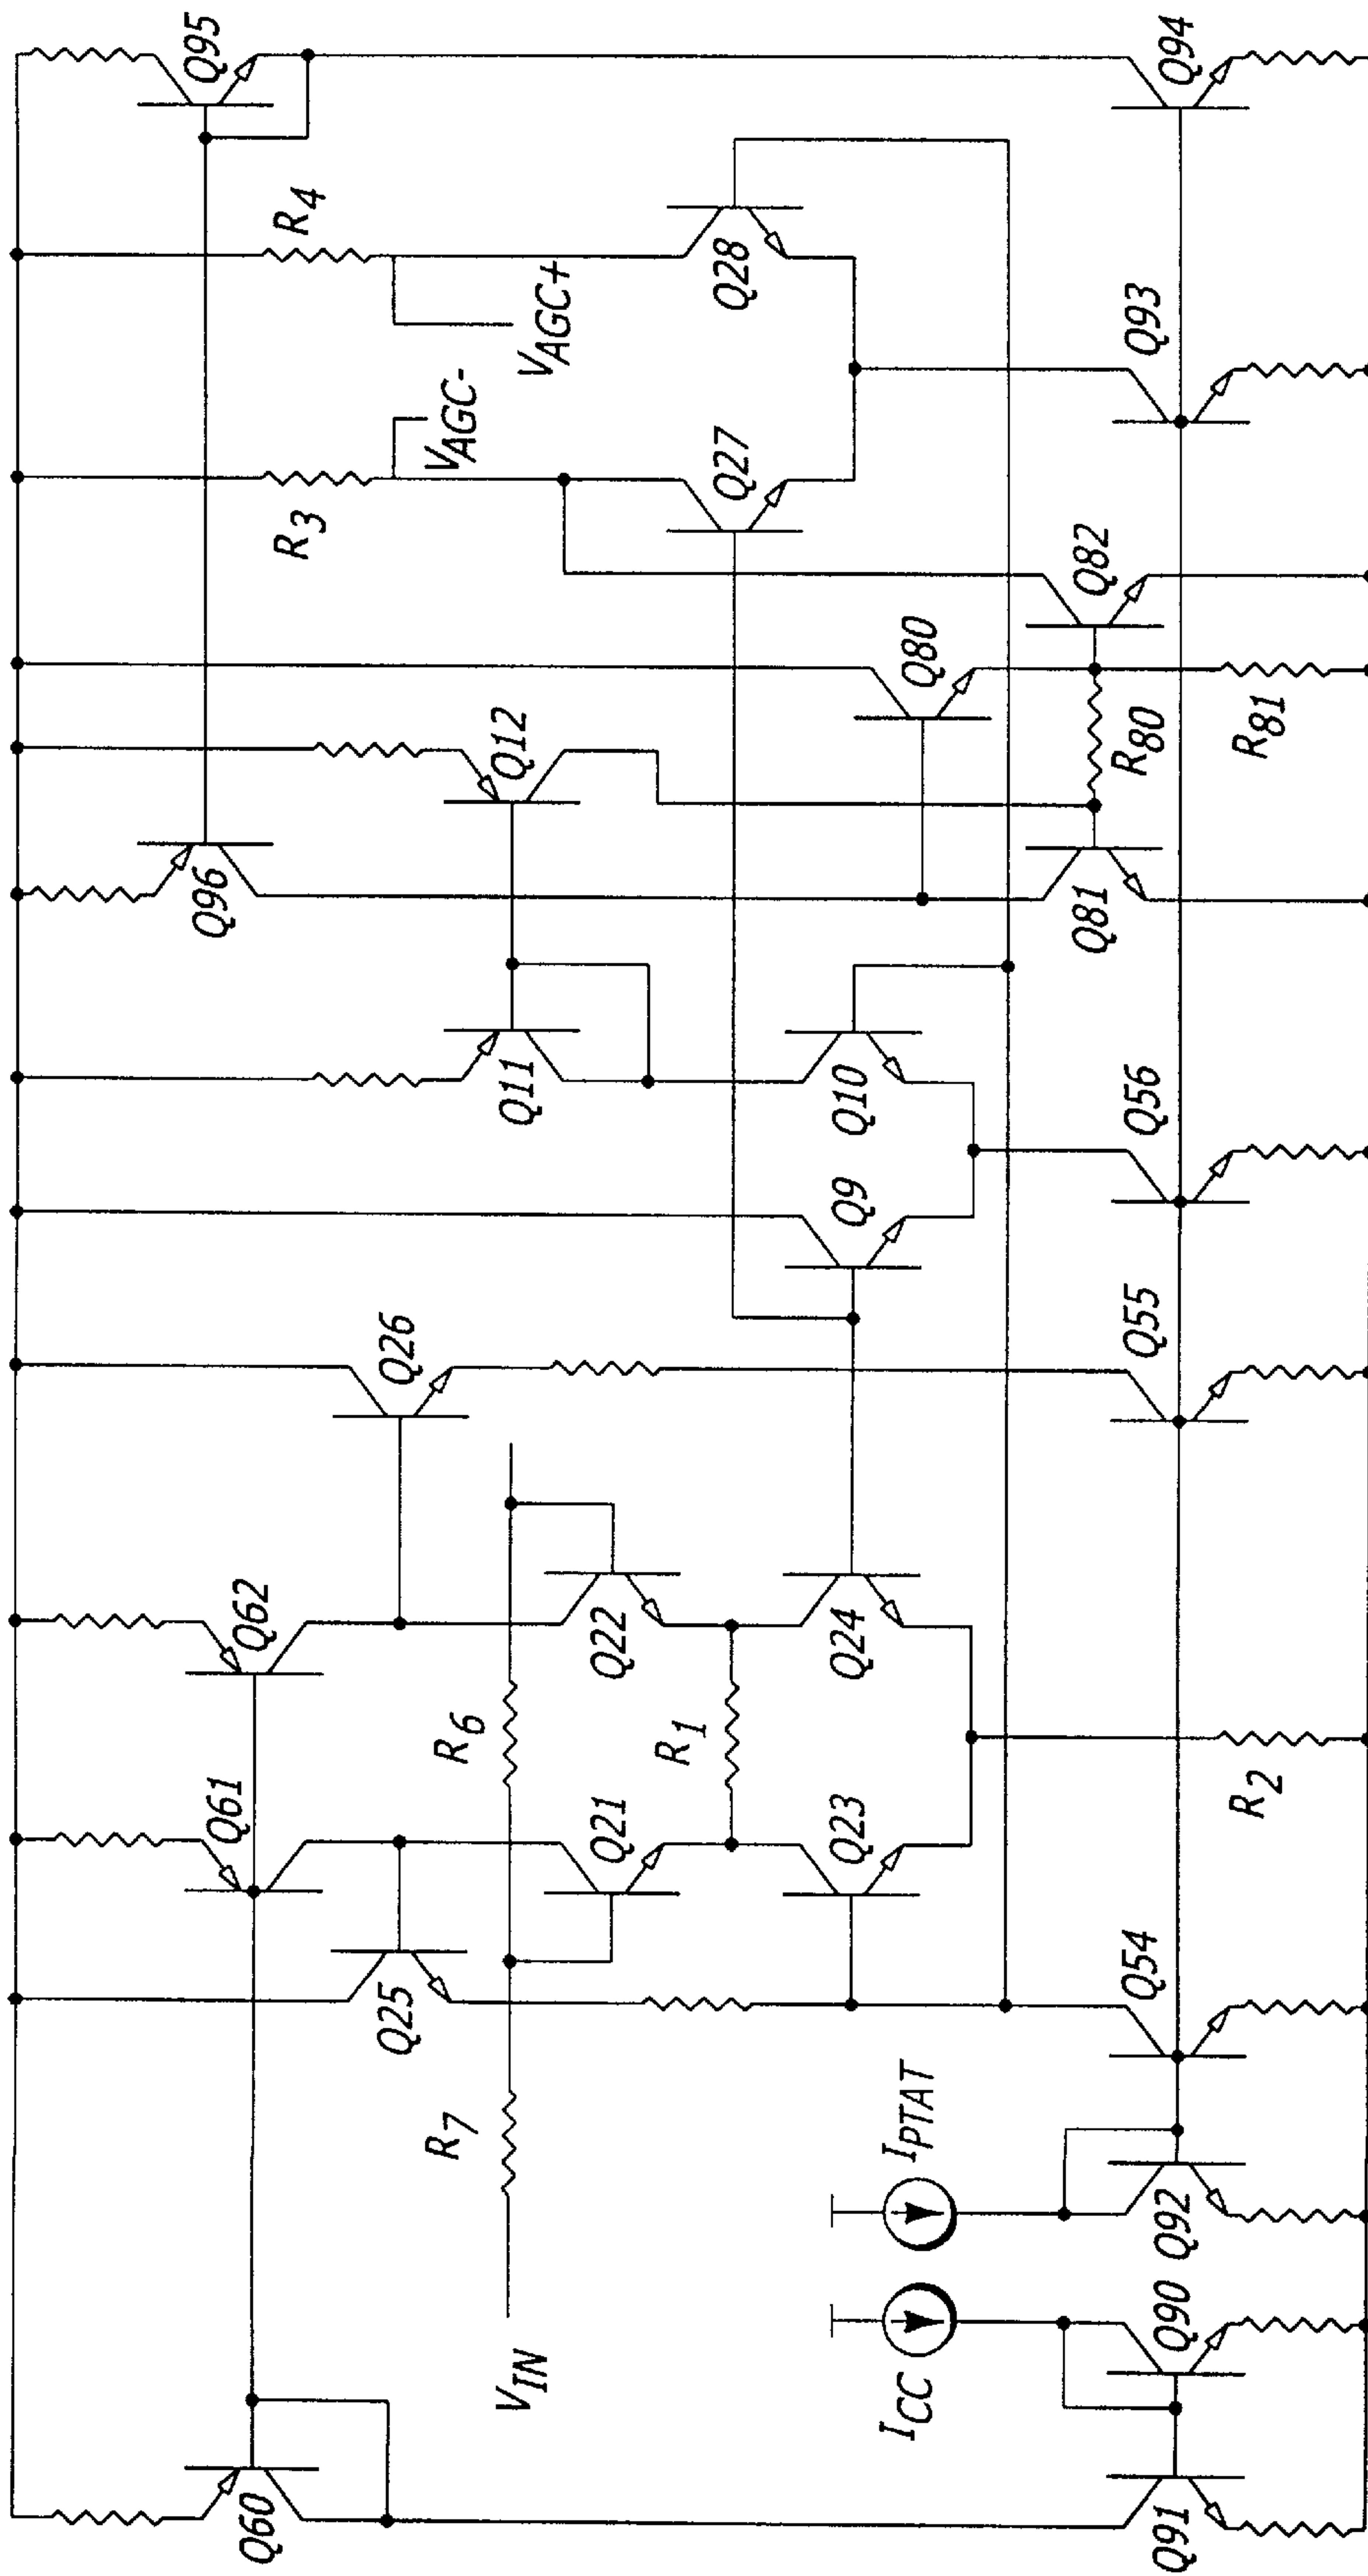 Q95
Q94
R4
VAGC+
Q28
Q93
VAGC-
R3
Q27
Q82
Q80
R81
R80
Q12
Q96
Q81
Q11
Q10
Q56
Q9
Q55
Q26
Q62
Q22
Q24
R6
R1
R2
Q61
Q21
Q23
Q25
Q54
R7
IPTAT
Q92
VIN
ICC
Q90
Q60
Q91